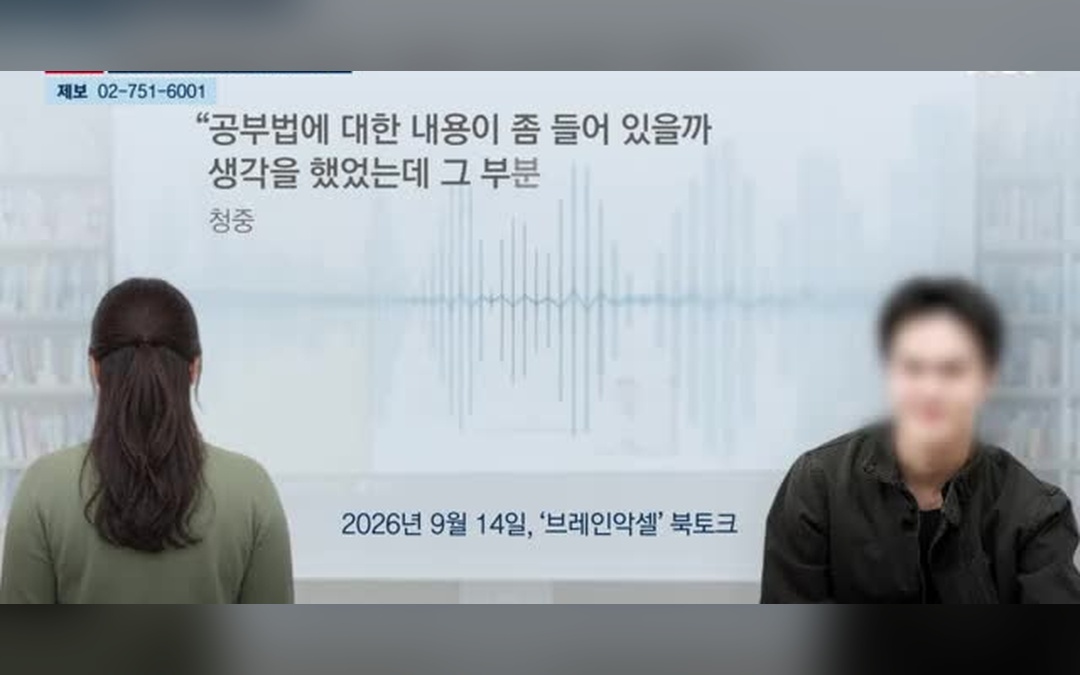 제보 02-751-6001
“공부법에 대한 내용이 좀 들어 있을까
생각을 했었는데 그 부분
청중
2026년 9월 14일, ‘브레인악셀’ 북토크